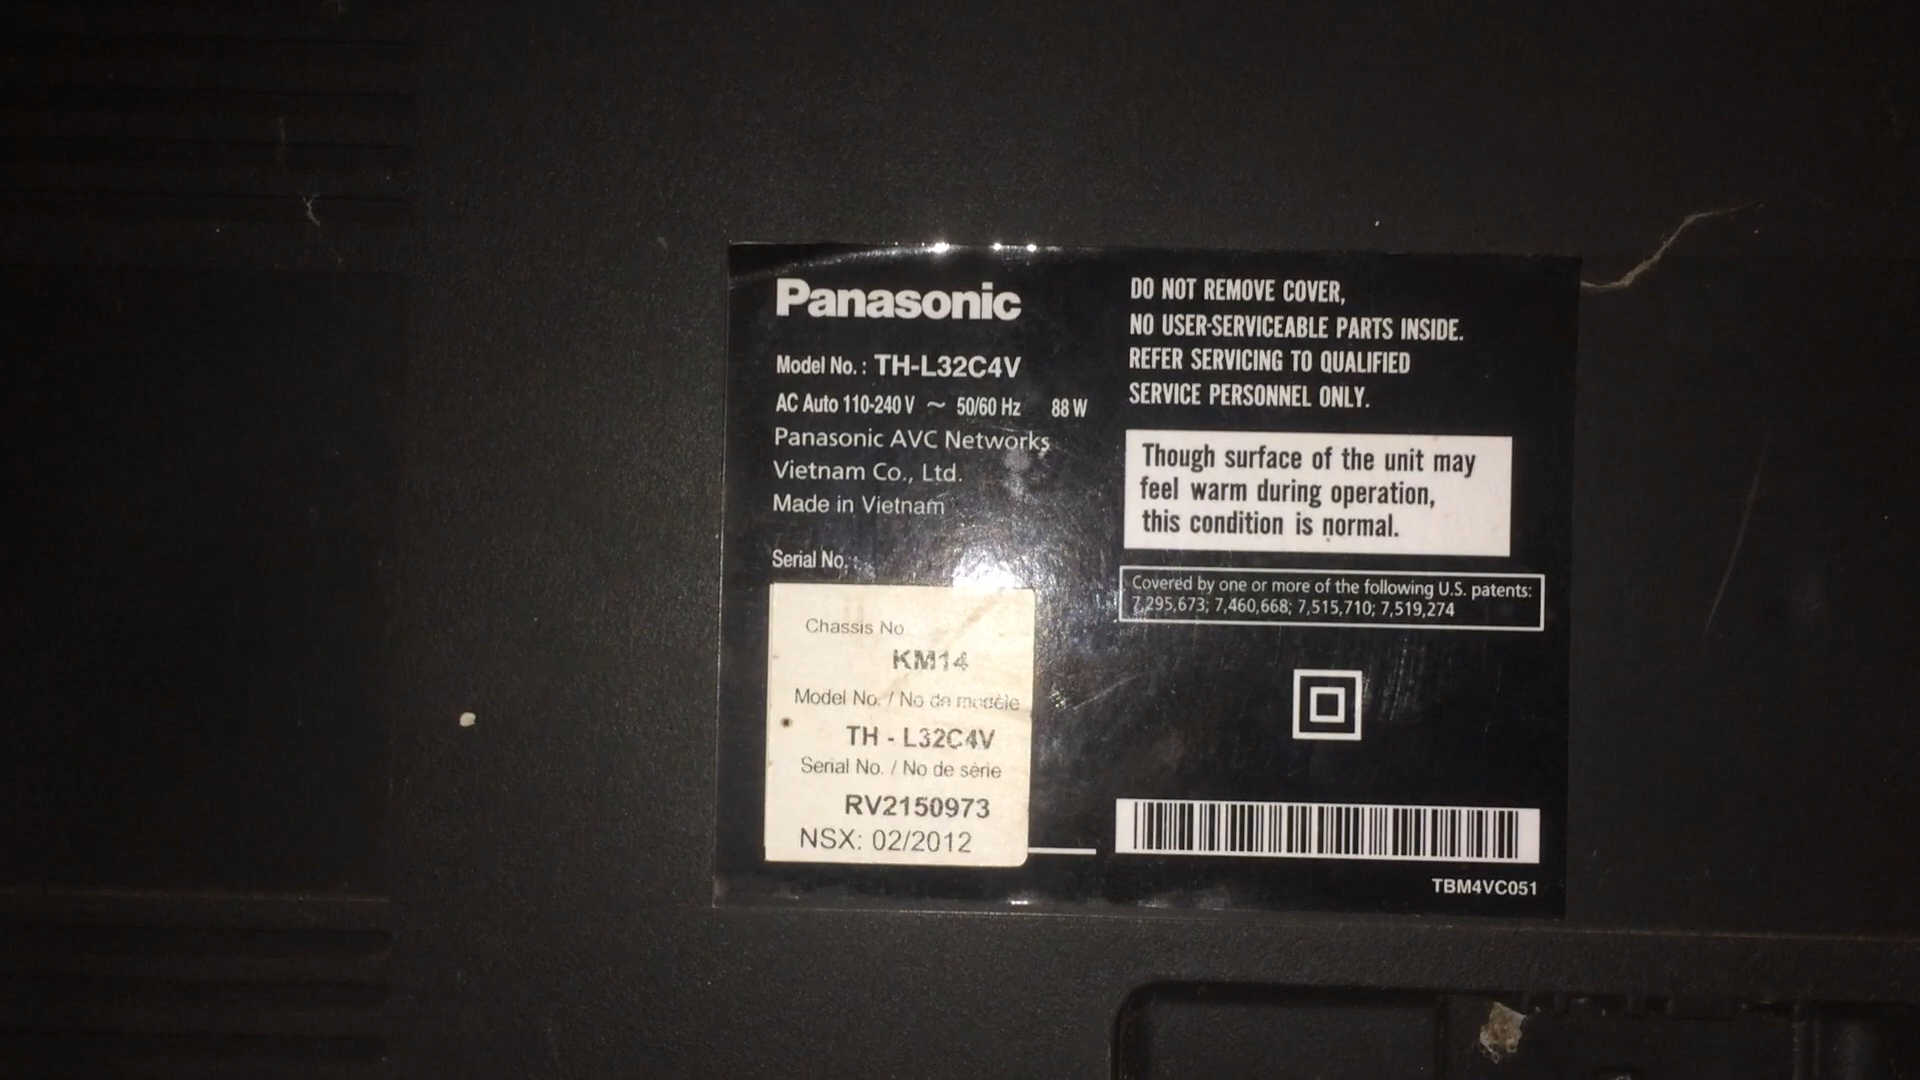 Panasonic
Model No. : TH-L32C4V
AC Auto 110-240 V ~ 50/60 Hz 88 W
Panasonic AVC Networks
Vietnam Co., Ltd.
Made in Vietnam
Serial No. :
Chassis No
KM14
Model No. / No de modèle
TH - L32C4V
Serial No. / No de série
RV2150973
NSX: 02/2012
DO NOT REMOVE COVER,
NO USER-SERVICEABLE PARTS INSIDE.
REFER SERVICING TO QUALIFIED
SERVICE PERSONNEL ONLY.
Though surface of the unit may
feel warm during operation,
this condition is normal.
Covered by one or more of the following U.S. patents:
7,295,673; 7,460,668; 7,515,710; 7,519,274
TBM4VC051